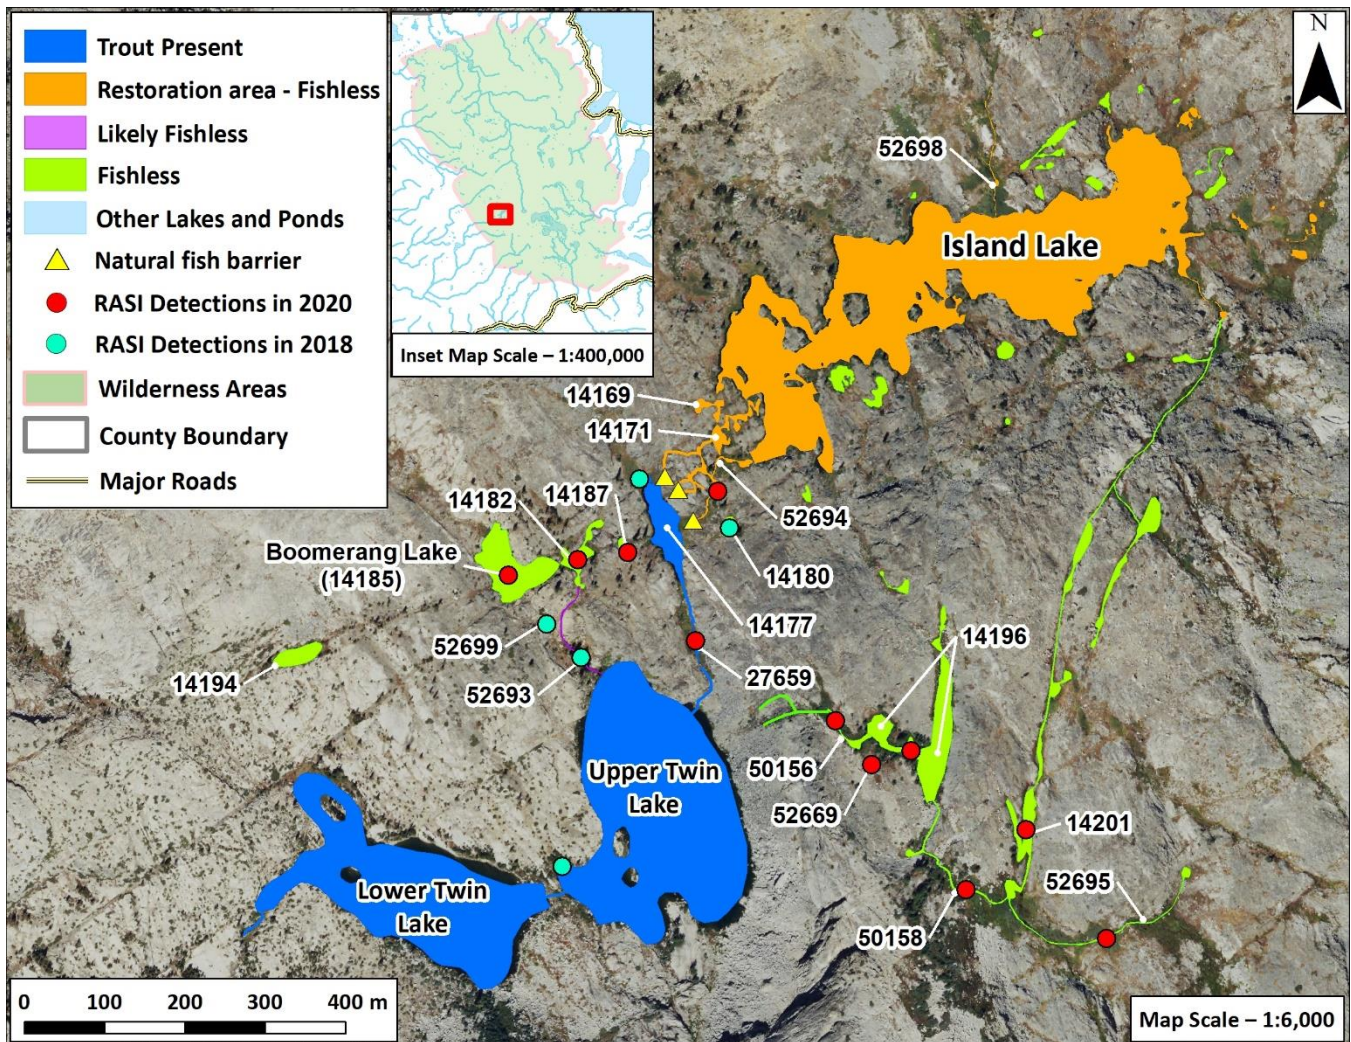 Trout Present
Restoration area - Fishless
Likely Fishless
Fishless
Other Lakes and Ponds
Natural fish barrier
RASI Detections in 2020
RASI Detections in 2018
Wilderness Areas
County Boundary
Major Roads
Inset Map Scale – 1:400,000
N
52698
Island Lake
14169
14171
14182
14187
52694
Boomerang Lake
(14185)
14180
14177
52699
14196
14194
52693
27659
Upper Twin
Lake
50156
52669
14201
Lower Twin
Lake
52695
50158
0 100 200 300 400 m
Map Scale – 1:6,000